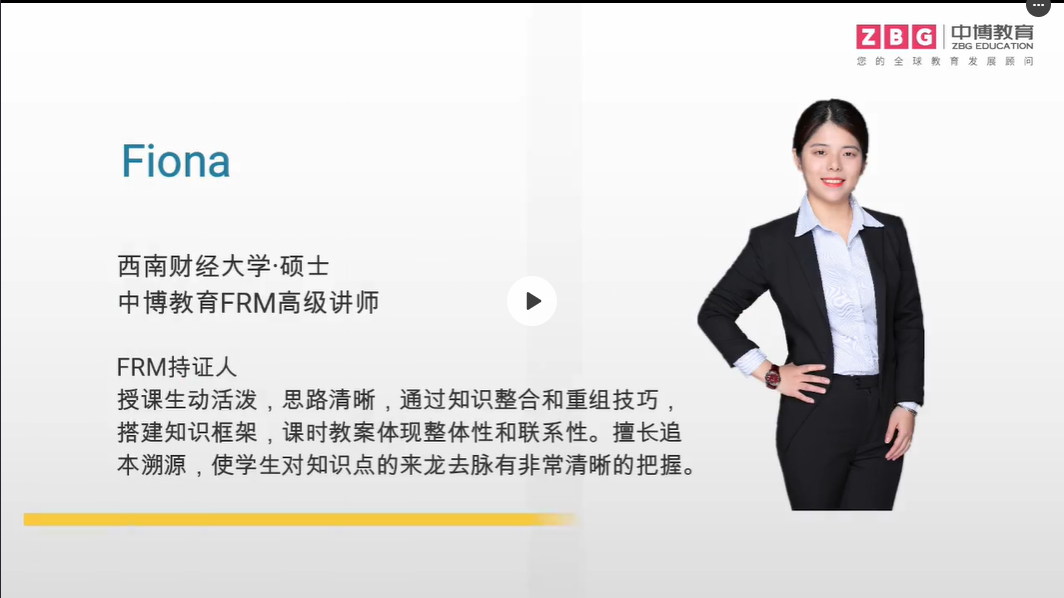 ZBG 中博教育
ZBG EDUCATION
您的全球教育发展顾问
Fiona
西南财经大学·硕士
中博教育FRM高级讲师
FRM持证人
授课生动活泼，思路清晰，通过知识整合和重组技巧，
搭建知识框架，课时教案体现整体性和联系性。擅长追
本溯源，使学生对知识点的来龙去脉有非常清晰的把握。